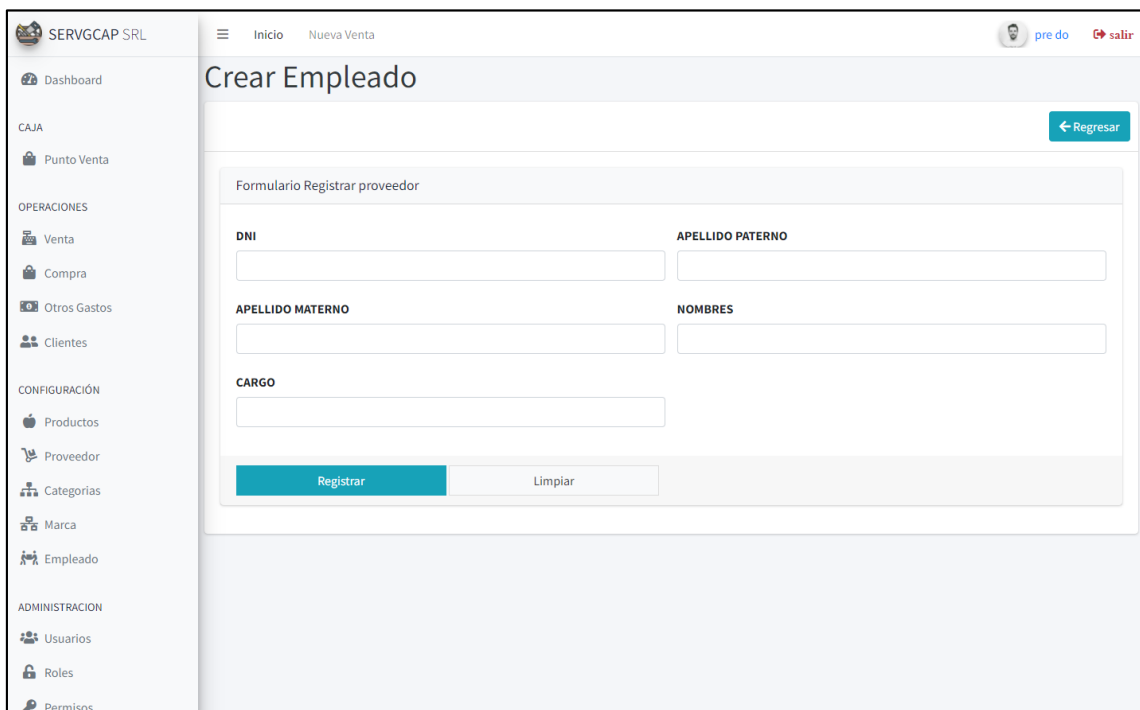 SERVGCAP SRL
Inicio Nueva Venta
pre do salir
Dashboard
CAJA
Punto Venta
OPERACIONES
Venta
Compra
Otros Gastos
Clientes
CONFIGURACIÓN
Productos
Proveedor
Categorias
Marca
Empleado
ADMINISTRACION
Usuarios
Roles
Permisos
Crear Empleado
Regresar
Formulario Registrar proveedor
DNI
APELLIDO PATERNO
APELLIDO MATERNO
NOMBRES
CARGO
Registrar
Limpiar